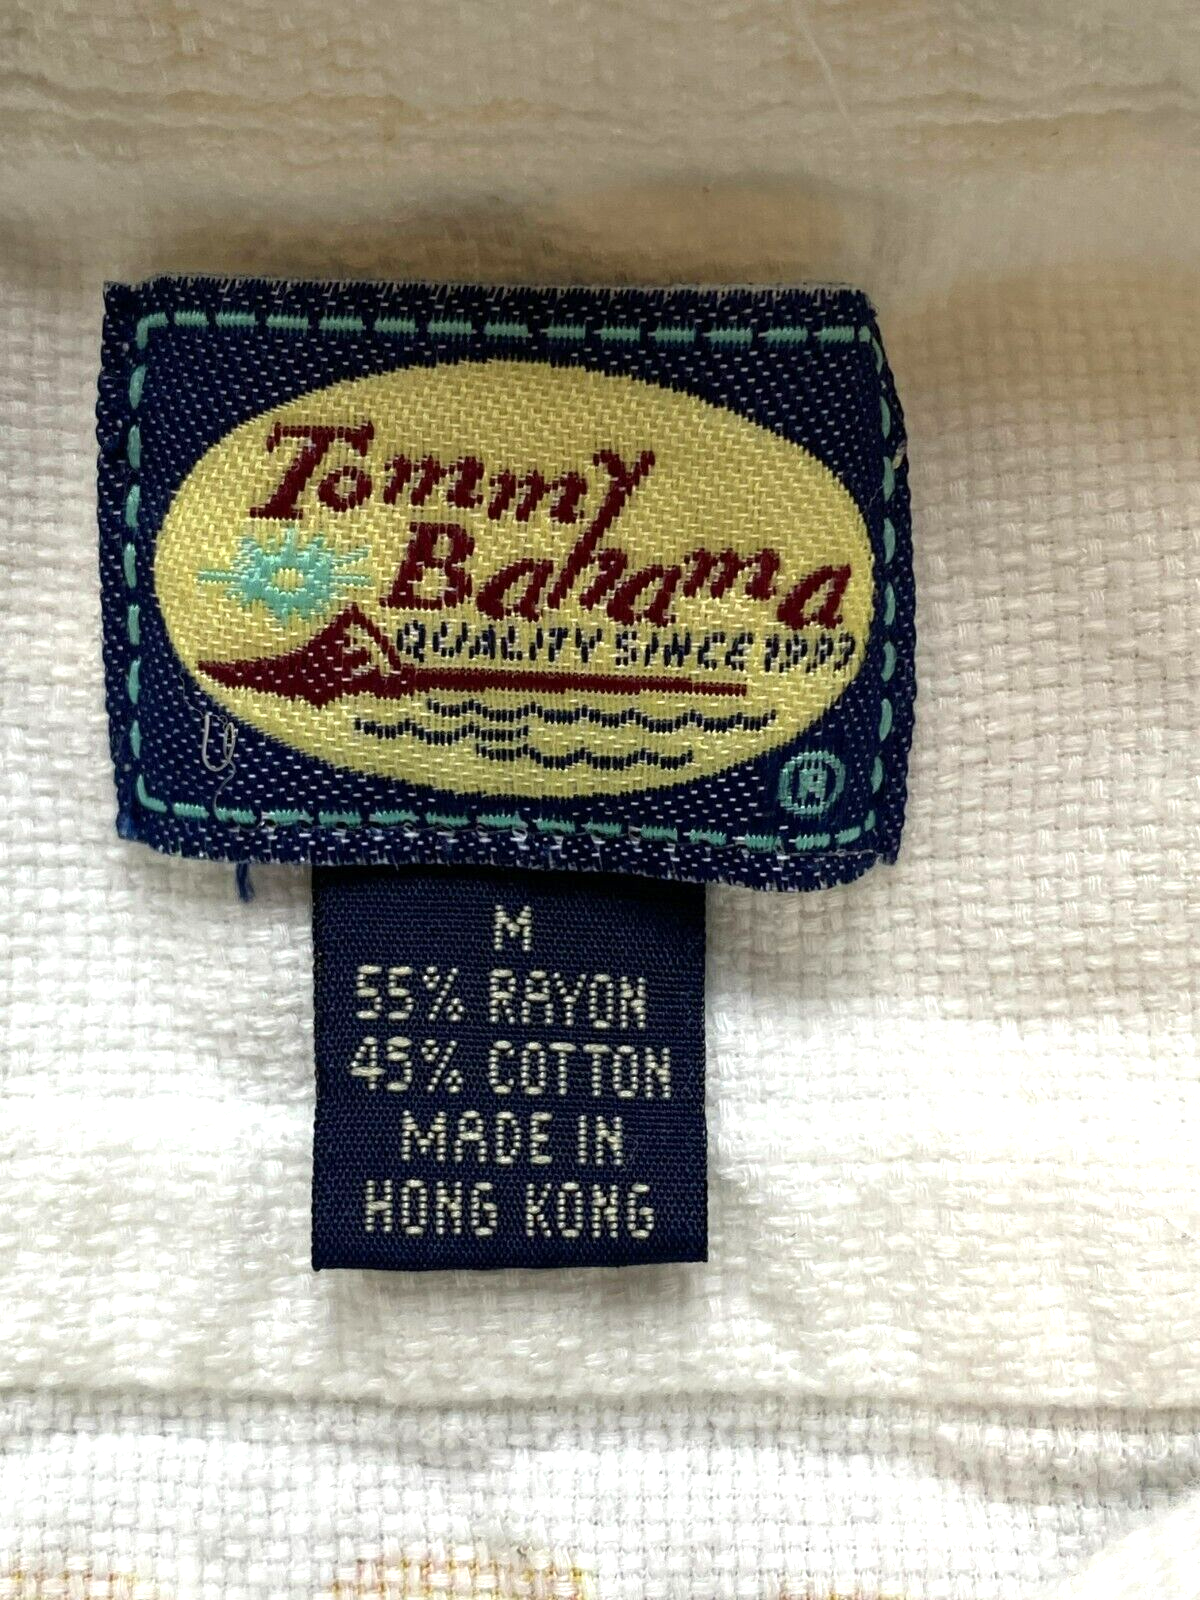 Tommy
Bahama
QUALITY SINCE 1993
®
M
55% RAYON
45% COTTON
MADE IN
HONG KONG